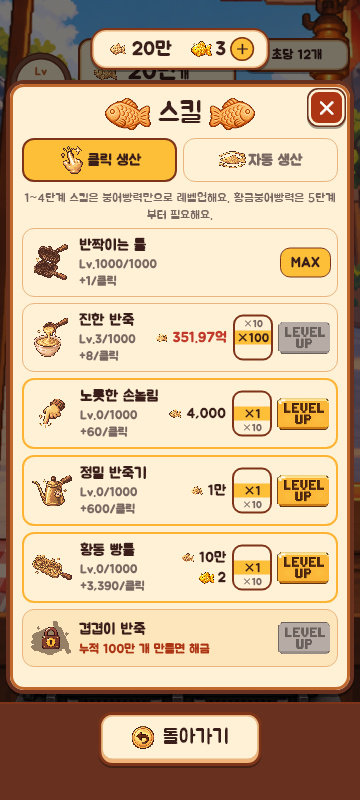 20만 3 +
초당 12개
Lv
20만개
스킬
클릭 생산
자동 생산
1~4단계 스킬은 붕어빵력만으로 레벨업해요. 황금붕어빵력은 5단계
부터 필요해요.
반짝이는 틀
Lv.1000/1000
+1/클릭
MAX
진한 반죽
Lv.3/1000
+8/클릭
351.97억
×10
×100
LEVEL
UP
노릇한 손놀림
Lv.0/1000
+60/클릭
4,000
×1
×10
LEVEL
UP
정밀 반죽기
Lv.0/1000
+600/클릭
1만
×1
×10
LEVEL
UP
황동 빵틀
Lv.0/1000
+3,390/클릭
10만
2
×1
×10
LEVEL
UP
겹겹이 반죽
누적 100만 개 만들면 해금
LEVEL
UP
돌아가기